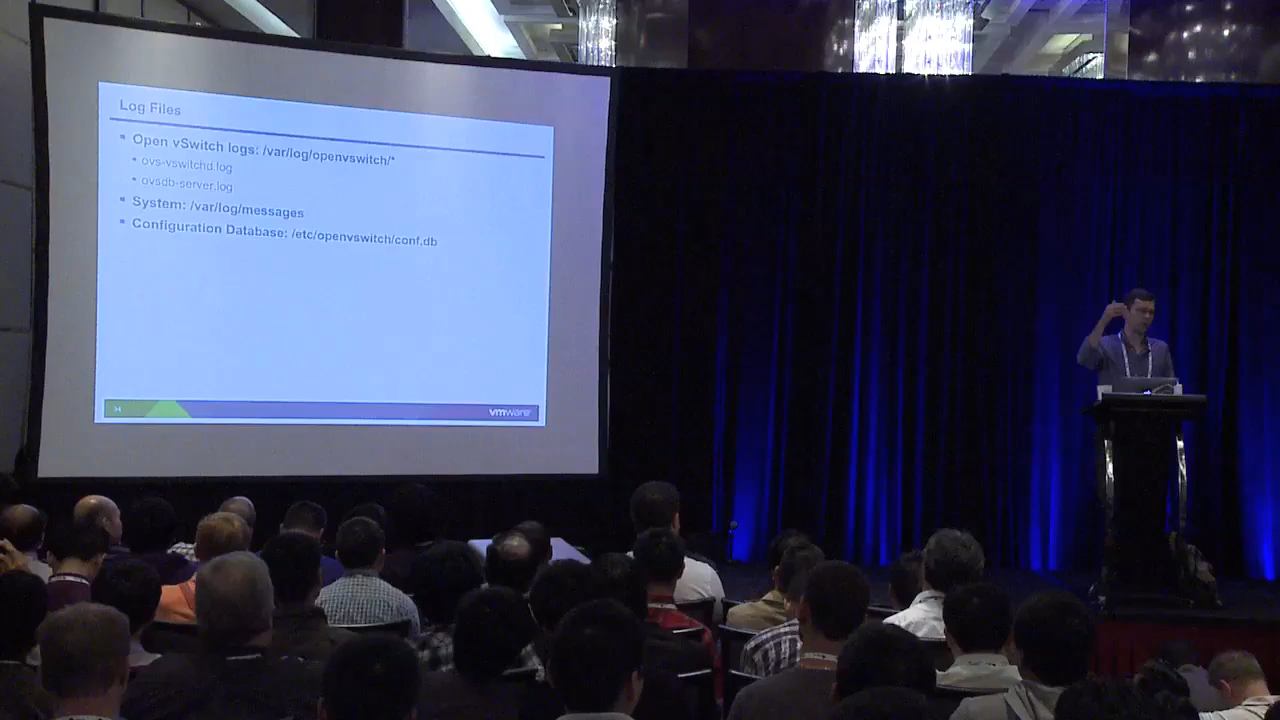 Log Files
▪ Open vSwitch logs: /var/log/openvswitch/*
• ovs-vswitchd.log
• ovsdb-server.log
▪ System: /var/log/messages
▪ Configuration Database: /etc/openvswitch/conf.db
vmware